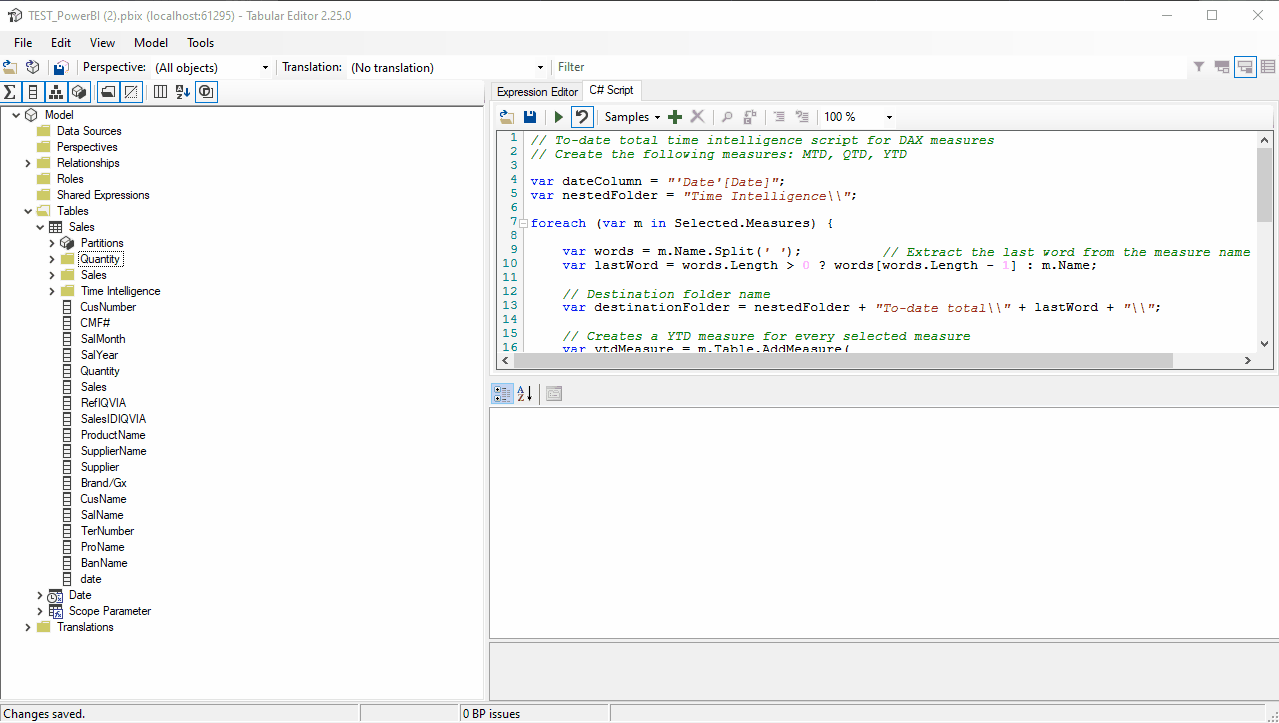 TEST_PowerBI (2).pbix (localhost:61295) - Tabular Editor 2.25.0
File Edit View Model Tools
Perspective: (All objects) Translation: (No translation) Filter
Expression Editor C# Script
Samples 100 %
Model
Data Sources
Perspectives
Relationships
Roles
Shared Expressions
Tables
Sales
Partitions
Quantity
Sales
Time Intelligence
CusNumber
CMF#
SalMonth
SalYear
Quantity
Sales
RefIQVIA
SalesIDIQVIA
ProductName
SupplierName
Supplier
Brand/Gx
CusName
SalName
TerNumber
ProName
BanName
date
Date
Scope Parameter
Translations
1 // To-date total time intelligence script for DAX measures
2 // Create the following measures: MTD, QTD, YTD
3
4 var dateColumn = "'Date'[Date]";
5 var nestedFolder = "Time Intelligence\\";
6
7 foreach (var m in Selected.Measures) {
8
9 var words = m.Name.Split(' '); // Extract the last word from the measure name
10 var lastWord = words.Length > 0 ? words[words.Length - 1] : m.Name;
11
12 // Destination folder name
13 var destinationFolder = nestedFolder + "To-date total\\" + lastWord + "\\";
14
15 // Creates a YTD measure for every selected measure
16 var ytdMeasure = m.Table.AddMeasure(
Changes saved. 0 BP issues